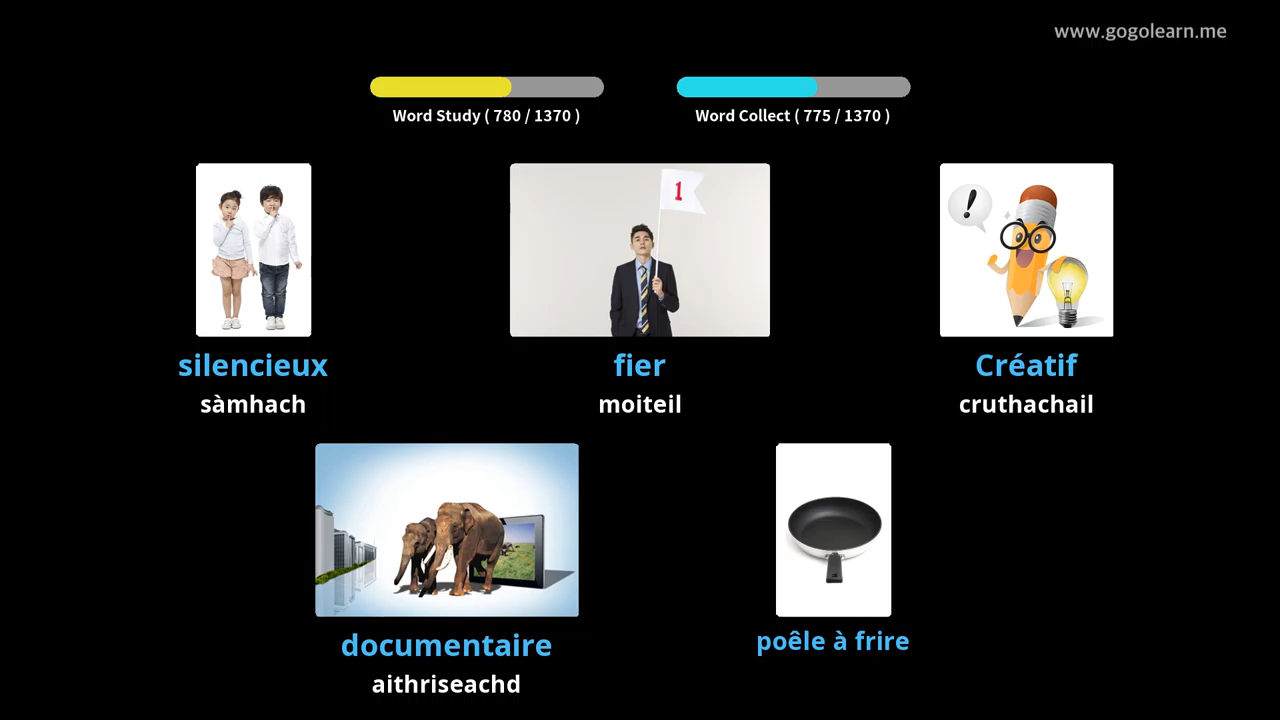 www.gogolearn.me
Word Study ( 780 / 1370 )
Word Collect ( 775 / 1370 )
1
!
silencieux
sàmhach
fier
moiteil
Créatif
cruthachail
documentaire
aithriseachd
poêle à frire